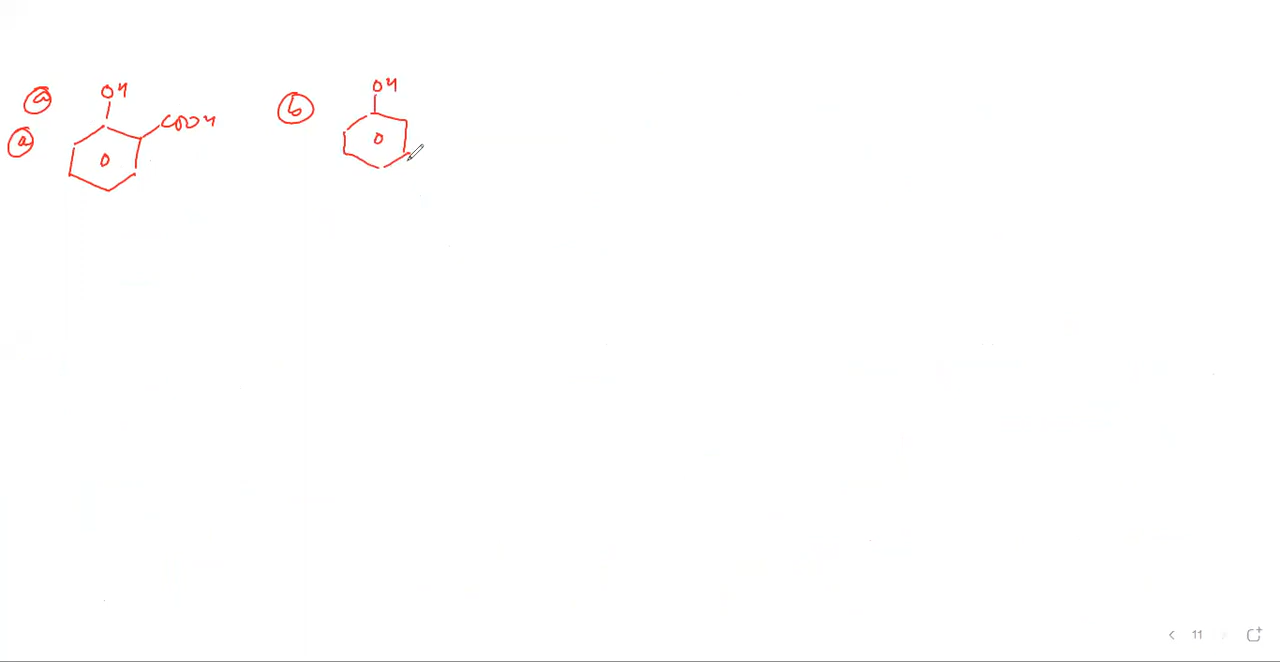 ⓐ OH ⓑ OH
ⓐ COOH
11